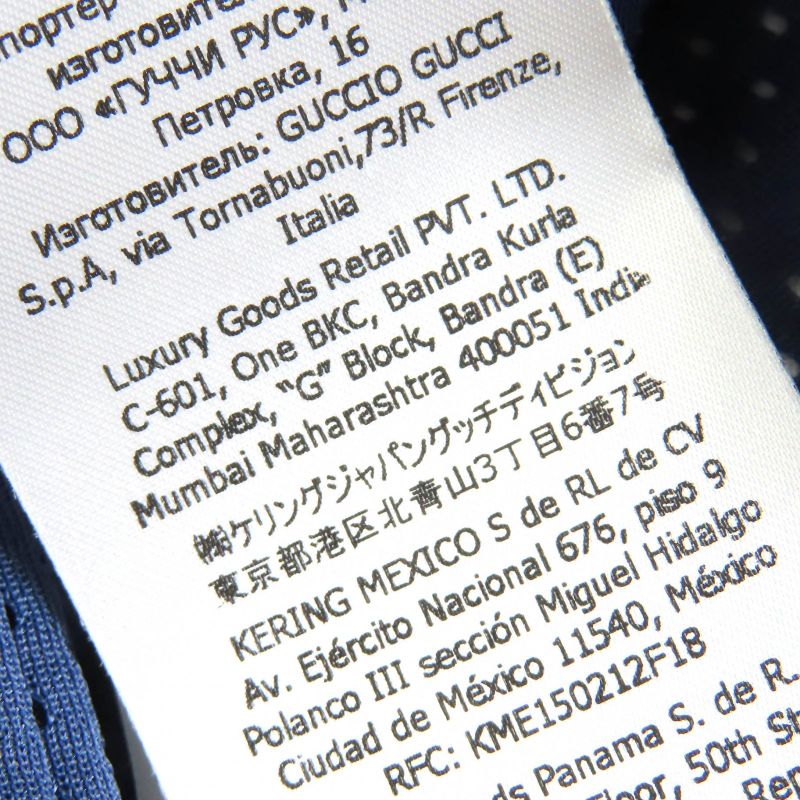 изготовитель
ООО «ГУЧЧИ РУС»,
Петровка, 16
Изготовитель: GUCCIO GUCCI
S.p.A, via Tornabuoni,73/R Firenze,
Italia
Luxury Goods Retail PVT. LTD.
C-601, One BKC, Bandra Kurla
Complex, “G” Block, Bandra (E)
Mumbai Maharashtra 400051 India
㈱ケリングジャパングッチディビジョン
東京都港区北青山3丁目6番7号
KERING MEXICO S de RL de CV
Av. Ejército Nacional 676, piso 9
Polanco III sección Miguel Hidalgo
Ciudad de México 11540, México
RFC: KME150212F18
Panama S. de R.
50th